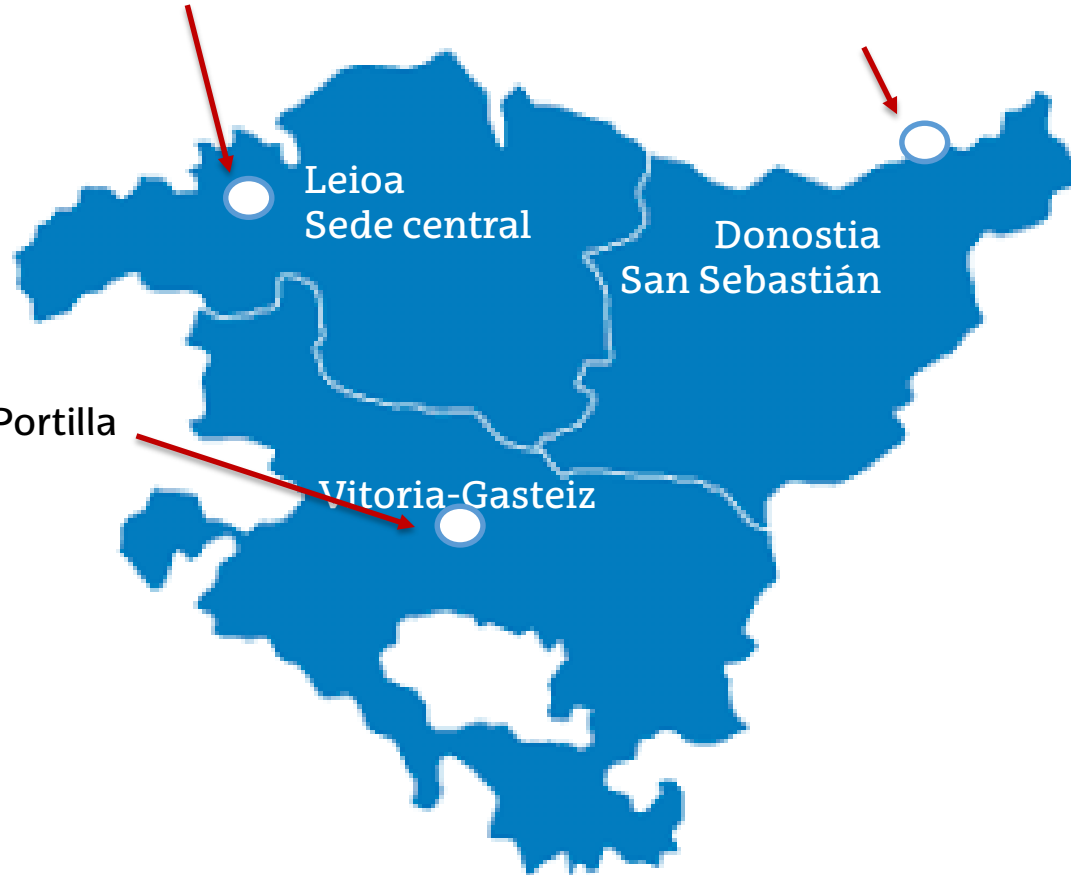 Leioa
Sede central
Donostia
San Sebastián
Portilla
Vitoria-Gasteiz